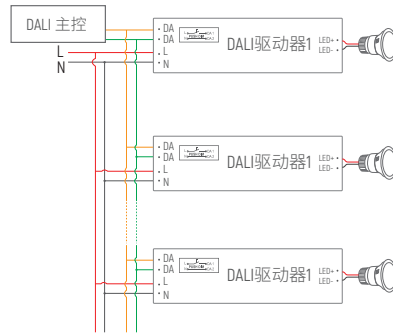 DALI 主控
L
N
DA
DA
L
N
DALI驱动器1
LED+
LED-
DA
DA
L
N
DALI驱动器1
LED+
LED-
DA
DA
L
N
DALI驱动器1
LED+
LED-